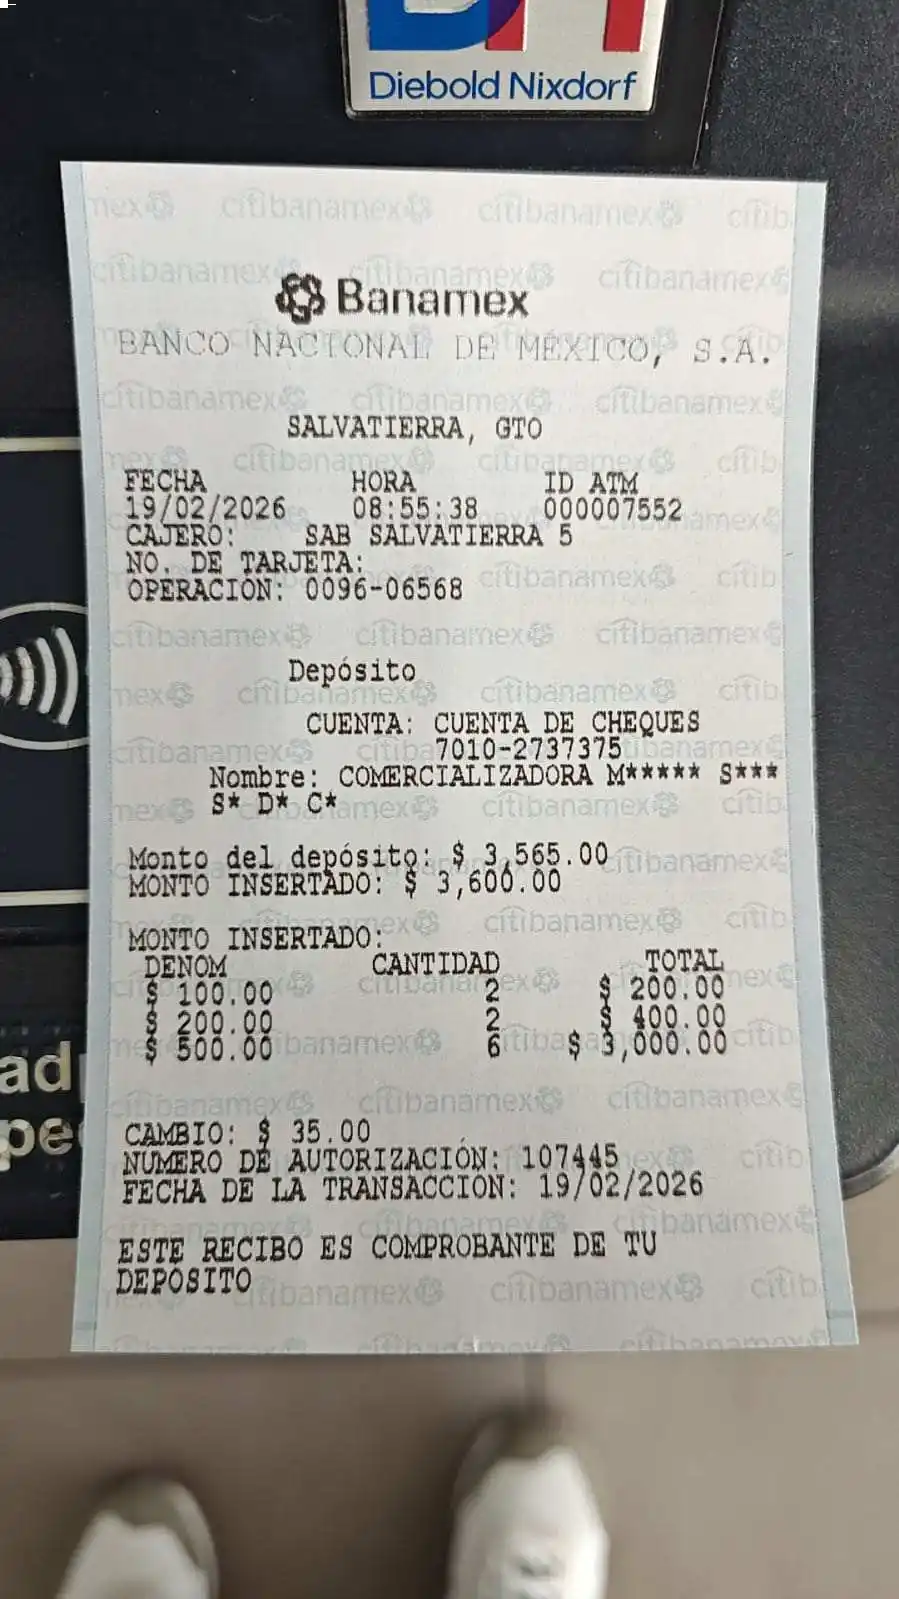 Diebold Nixdorf
Banamex
BANCO NACIONAL DE MEXICO, S.A.
SALVATIERRA, GTO
FECHA HORA ID ATM
19/02/2026 08:55:38 000007552
CAJERO: SAB SALVATIERRA 5
NO. DE TARJETA:
OPERACION: 0096-06568
Depósito
CUENTA: CUENTA DE CHEQUES
7010-2737375
Nombre: COMERCIALIZADORA M***** S***
S* D* C*
Monto del depósito: $ 3,565.00
MONTO INSERTADO: $ 3,600.00
MONTO INSERTADO:
DENOM CANTIDAD TOTAL
$ 100.00 2 $ 200.00
$ 200.00 2 $ 400.00
$ 500.00 6 $ 3,000.00
CAMBIO: $ 35.00
NUMERO DE AUTORIZACIÓN: 107445
FECHA DE LA TRANSACCIÓN: 19/02/2026
ESTE RECIBO ES COMPROBANTE DE TU
DEPÓSITO